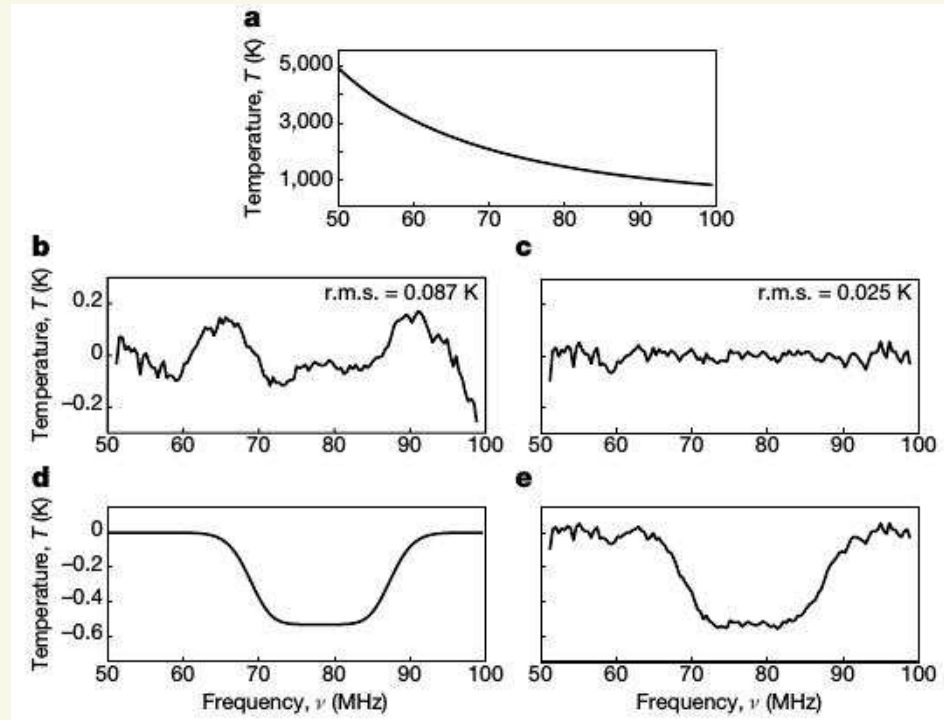 a
Temperature, T (K)
5,000
3,000
1,000
50 60 70 80 90 100
b
Temperature, T (K)
r.m.s. = 0.087 K
0.2
0
−0.2
50 60 70 80 90 100
c
r.m.s. = 0.025 K
50 60 70 80 90 100
d
Temperature, T (K)
0
−0.2
−0.4
−0.6
50 60 70 80 90 100
Frequency, ν (MHz)
e
50 60 70 80 90 100
Frequency, ν (MHz)